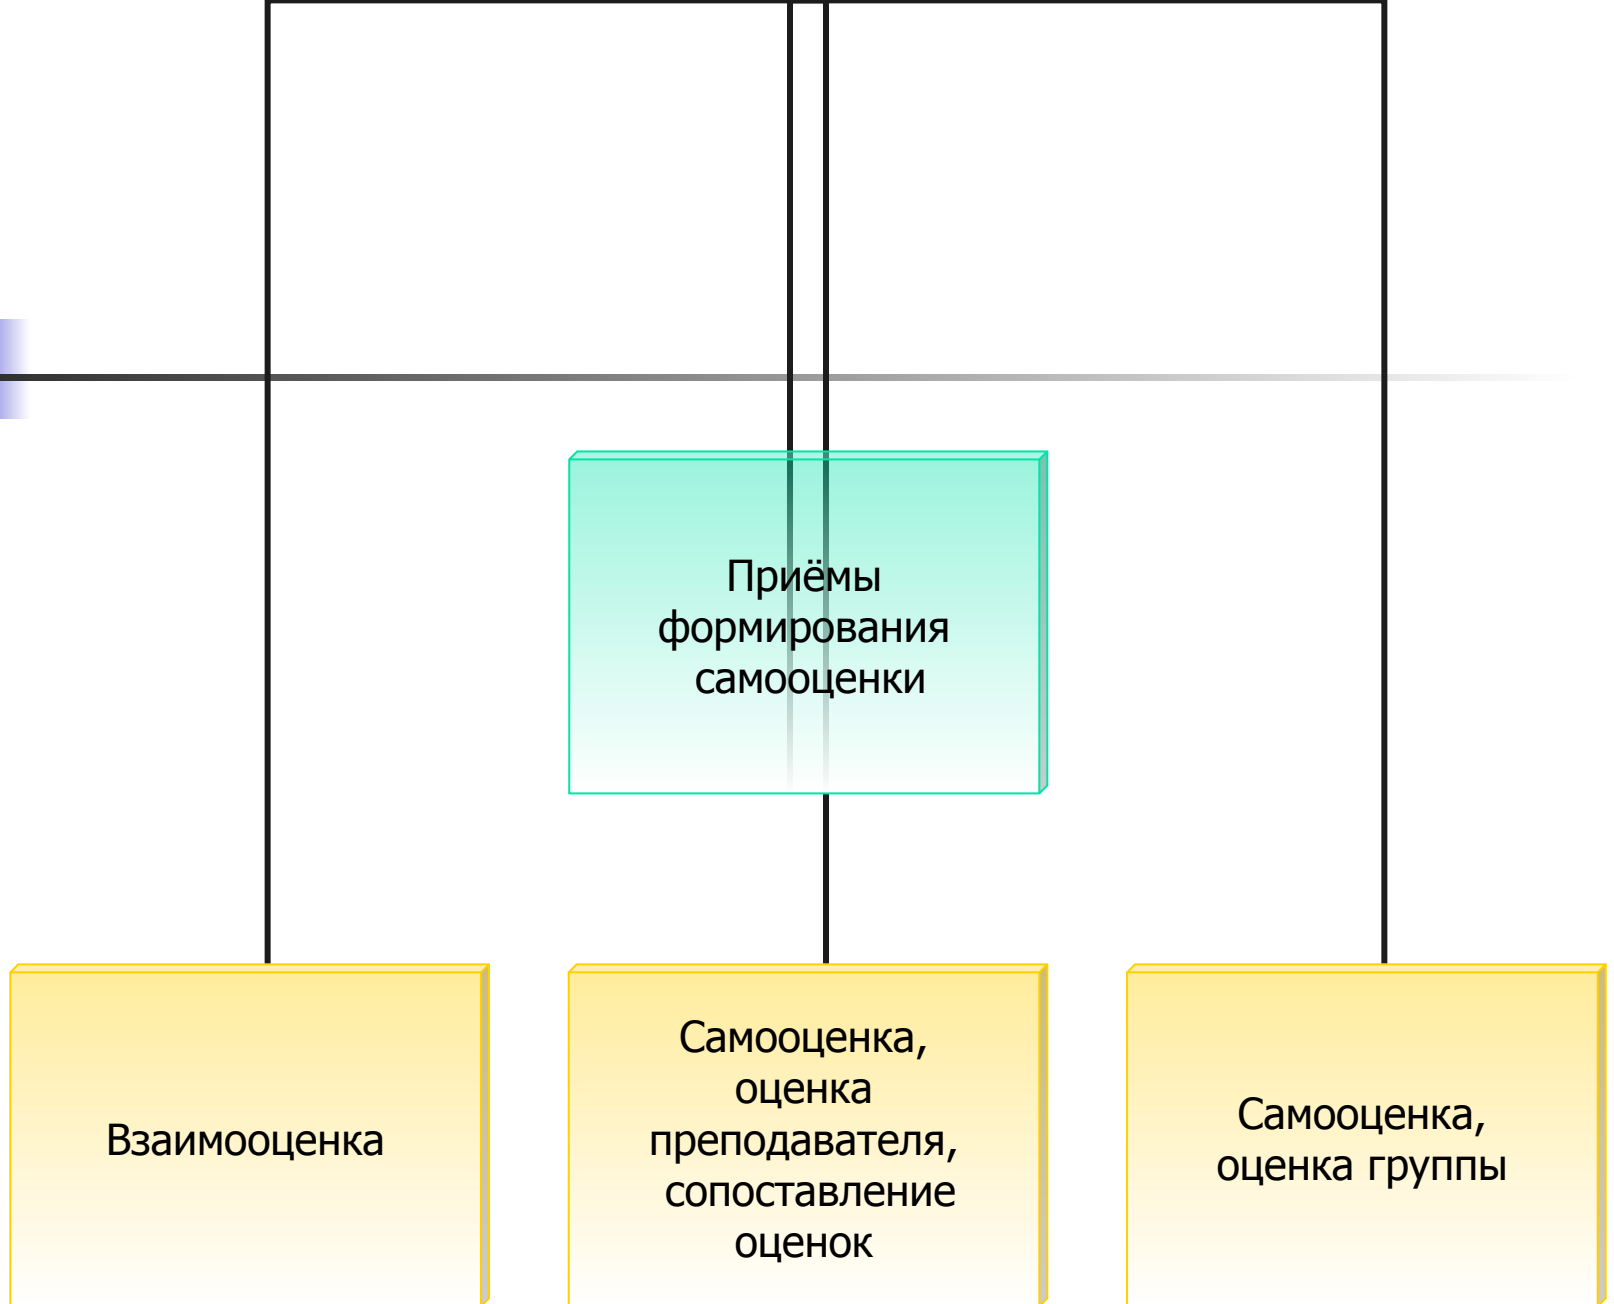 Приёмы
формирования
самооценки
Взаимооценка
Самооценка,
оценка
преподавателя,
сопоставление
оценок
Самооценка,
оценка группы